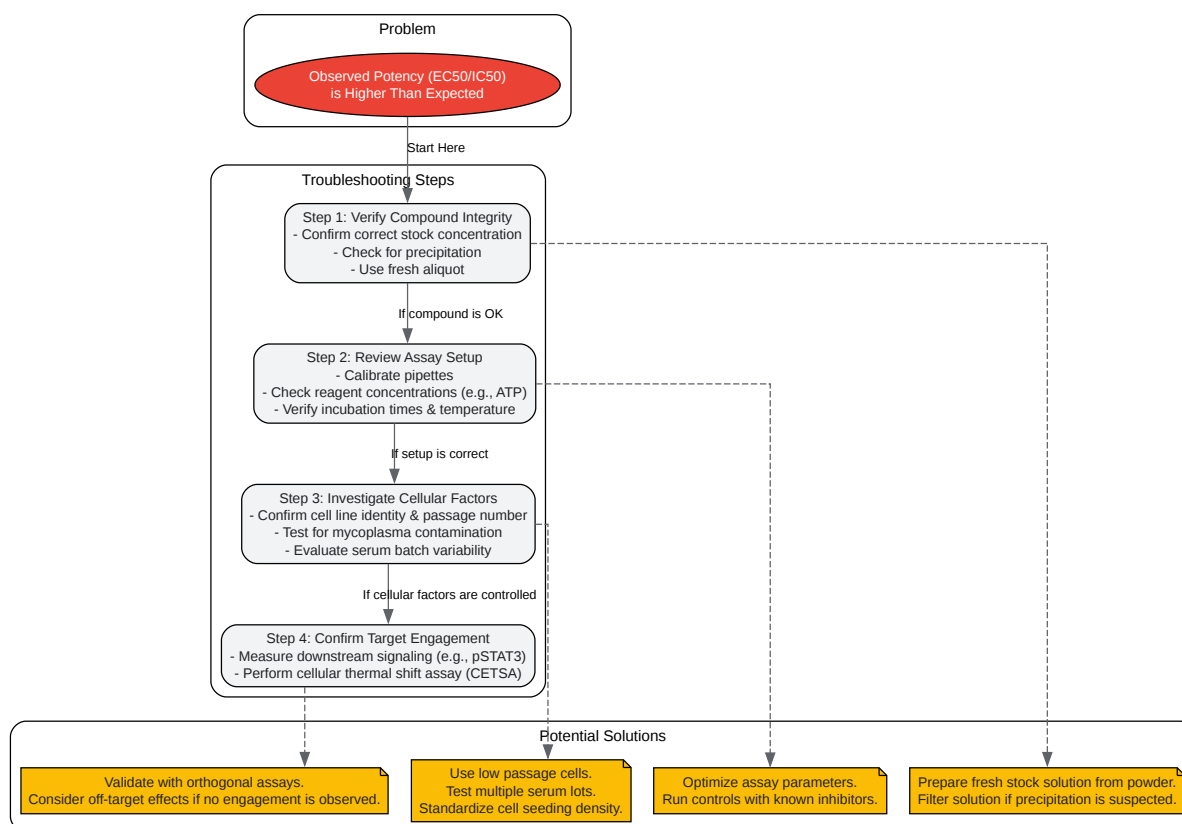 Problem
Observed Potency (EC50/IC50)
is Higher Than Expected
Start Here
Troubleshooting Steps
Step 1: Verify Compound Integrity
- Confirm correct stock concentration
- Check for precipitation
- Use fresh aliquot
If compound is OK
Step 2: Review Assay Setup
- Calibrate pipettes
- Check reagent concentrations (e.g., ATP)
- Verify incubation times & temperature
If setup is correct
Step 3: Investigate Cellular Factors
- Confirm cell line identity & passage number
- Test for mycoplasma contamination
- Evaluate serum batch variability
If cellular factors are controlled
Step 4: Confirm Target Engagement
- Measure downstream signaling (e.g., pSTAT3)
- Perform cellular thermal shift assay (CETSA)
Potential Solutions
Validate with orthogonal assays.
Consider off-target effects if no engagement is observed.
Use low passage cells.
Test multiple serum lots.
Standardize cell seeding density.
Optimize assay parameters.
Run controls with known inhibitors.
Prepare fresh stock solution from powder.
Filter solution if precipitation is suspected.